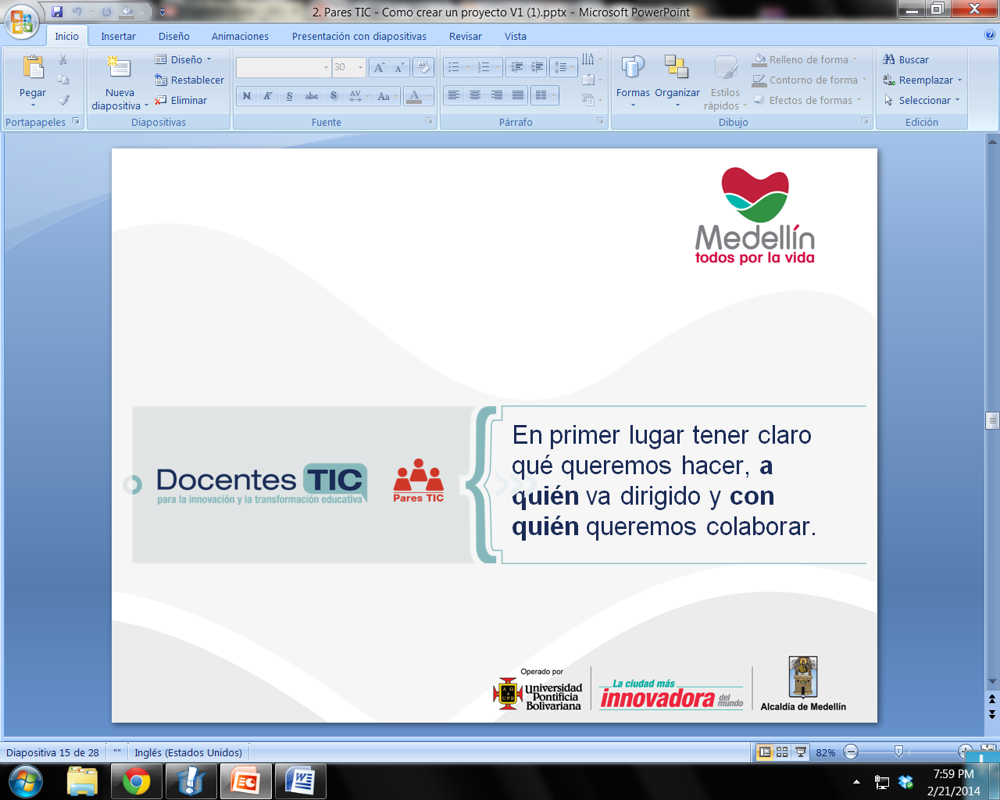 2. Pares TIC - Como crear un proyecto V1 (1).pptx - Microsoft PowerPoint
Inicio Insertar Diseño Animaciones Presentación con diapositivas Revisar Vista
Pegar
Portapapeles
Nueva diapositiva
Diseño
Restablecer
Eliminar
Diapositivas
30
N K S abc S AV Aa A
Fuente
Párrafo
Formas
Organizar
Estilos rápidos
Relleno de forma
Contorno de forma
Efectos de formas
Dibujo
Buscar
Reemplazar
Seleccionar
Edición
Medellín
todos por la vida
Docentes TIC
para la innovación y la transformación educativa
Pares TIC
En primer lugar tener claro
qué queremos hacer, a
quién va dirigido y con
quién queremos colaborar.
Operado por
Universidad
Pontificia
Bolivariana
La ciudad más
innovadora del mundo
Alcaldía de Medellín
Diapositiva 15 de 28 "" Inglés (Estados Unidos) 82%
7:59 PM
2/21/2014